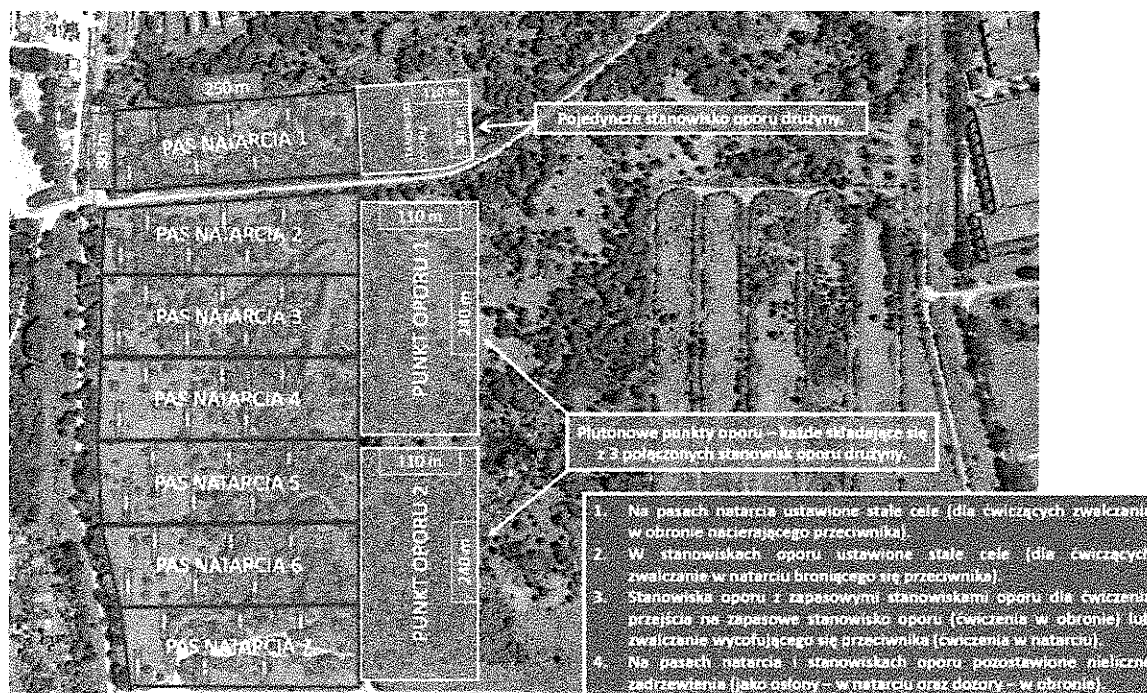 250 m
110 m
80 m
PAS NATARCIA 1
Pojedyncze stanowisko oporu drużyny.
PAS NATARCIA 2
110 m
PUNKT OPORU 1
240 m
PAS NATARCIA 3
PAS NATARCIA 4
Plutonowe punkty oporu – każde składające się
z 3 połączonych stanowisk oporu drużyny.
PAS NATARCIA 5
110 m
PUNKT OPORU 2
240 m
PAS NATARCIA 6
PAS NATARCIA 7
1. Na pasach natarcia ustawione stałe cele (dla ćwiczących zwalczanie
w obronie nacierającego przeciwnika).
2. W stanowiskach oporu ustawione stałe cele (dla ćwiczących
zwalczanie w natarciu broniącego się przeciwnika).
3. Stanowiska oporu z zapasowymi stanowiskami oporu dla ćwiczenia
przejścia na zapasowe stanowisko oporu (ćwiczenia w obronie) lub
zwalczanie wycofującego się przeciwnika (ćwiczenia w natarciu).
4. Na pasach natarcia i stanowiskach oporu pozostawione nieliczne
zadrzewienia (jako osłony – w natarciu oraz dozory – w obronie).